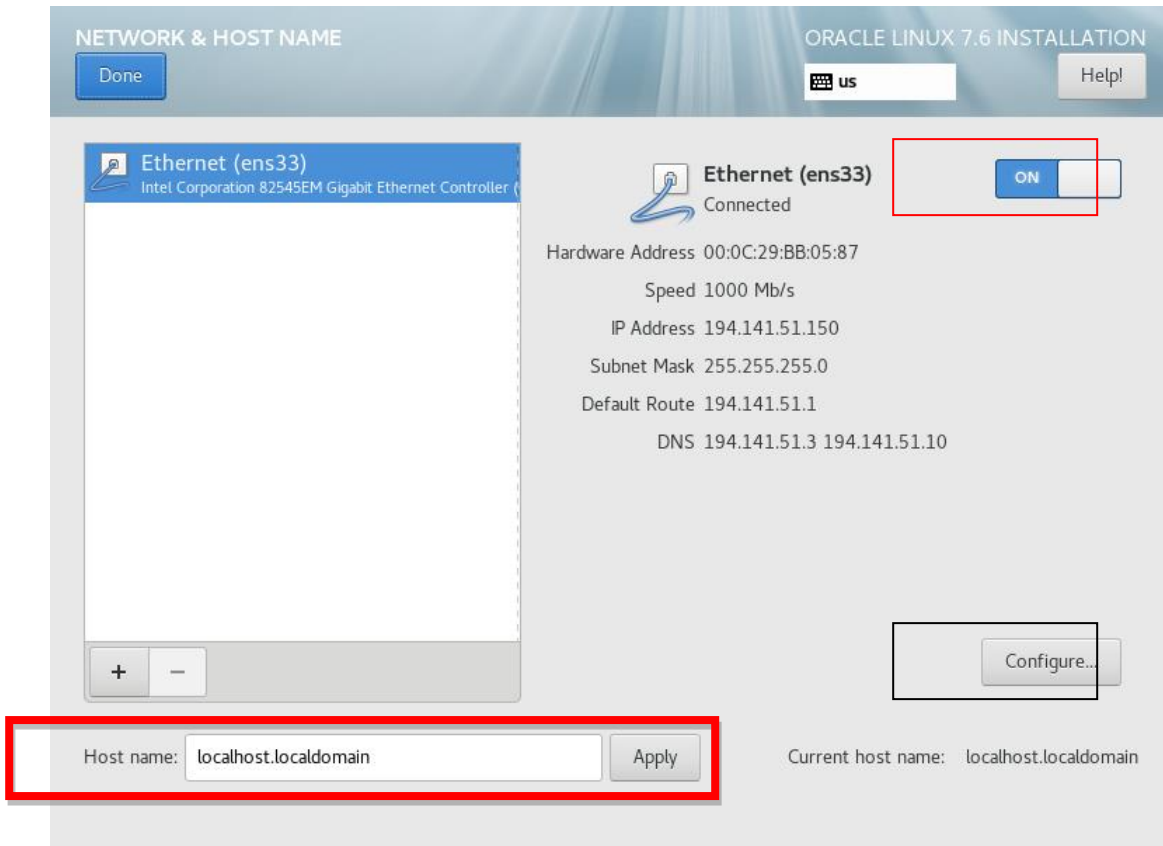 NETWORK & HOST NAME
ORACLE LINUX 7.6 INSTALLATION
Done
us
Help!
Ethernet (ens33)
Intel Corporation 82545EM Gigabit Ethernet Controller (
Ethernet (ens33)
Connected
ON
Hardware Address 00:0C:29:BB:05:87
Speed 1000 Mb/s
IP Address 194.141.51.150
Subnet Mask 255.255.255.0
Default Route 194.141.51.1
DNS 194.141.51.3 194.141.51.10
+ −
Configure...
Host name: localhost.localdomain Apply
Current host name: localhost.localdomain